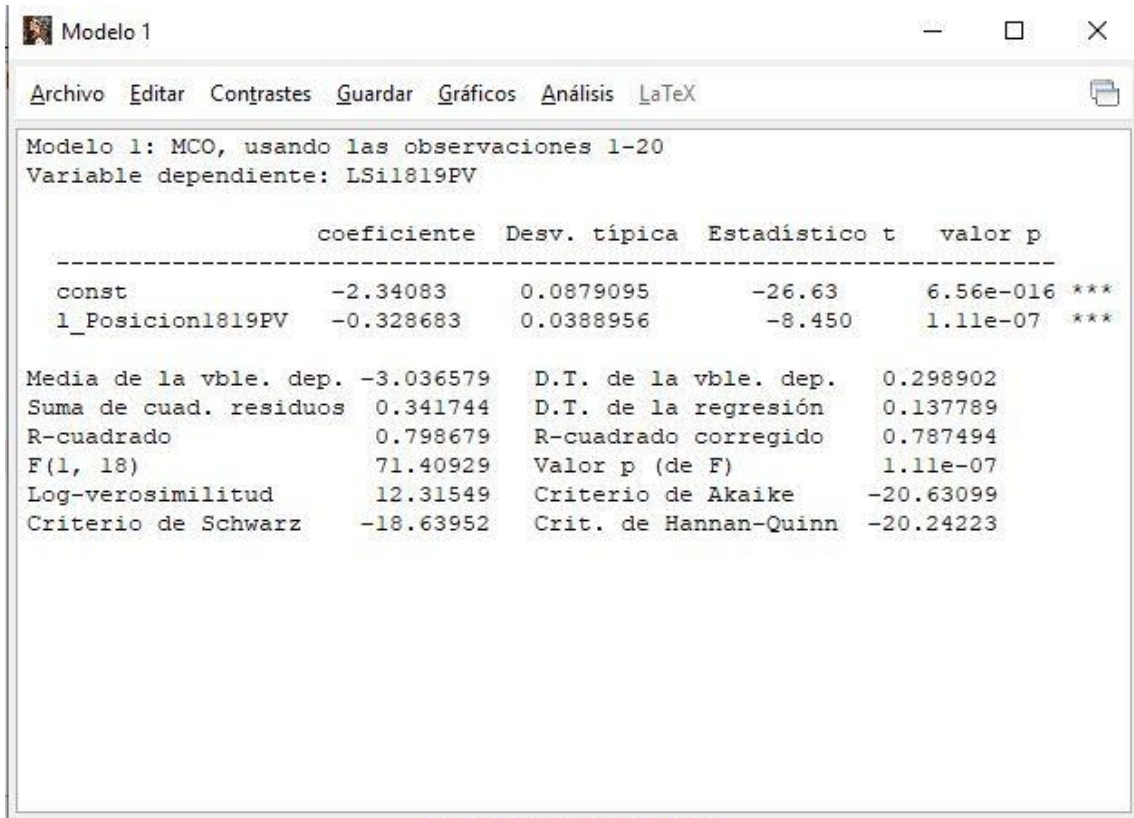 Modelo 1
Archivo Editar Contrastes Guardar Gráficos Análisis LaTeX
Modelo 1: MCO, usando las observaciones 1-20
Variable dependiente: LSi1819PV
coeficiente Desv. típica Estadístico t valor p
const -2.34083 0.0879095 -26.63 6.56e-016 ***
l_Posicion1819PV -0.328683 0.0388956 -8.450 1.11e-07 ***
Media de la vble. dep. -3.036579 D.T. de la vble. dep. 0.298902
Suma de cuad. residuos 0.341744 D.T. de la regresión 0.137789
R-cuadrado 0.798679 R-cuadrado corregido 0.787494
F(1, 18) 71.40929 Valor p (de F) 1.11e-07
Log-verosimilitud 12.31549 Criterio de Akaike -20.63099
Criterio de Schwarz -18.63952 Crit. de Hannan-Quinn -20.24223